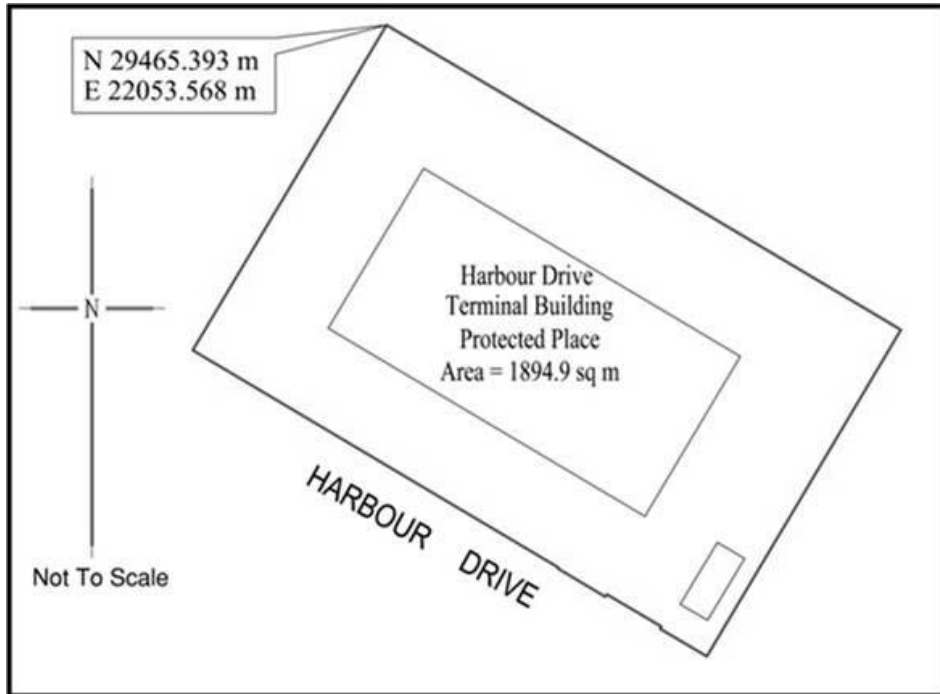 N 29465.393 m
E 22053.568 m
N
Harbour Drive
Terminal Building
Protected Place
Area = 1894.9 sq m
HARBOUR DRIVE
Not To Scale